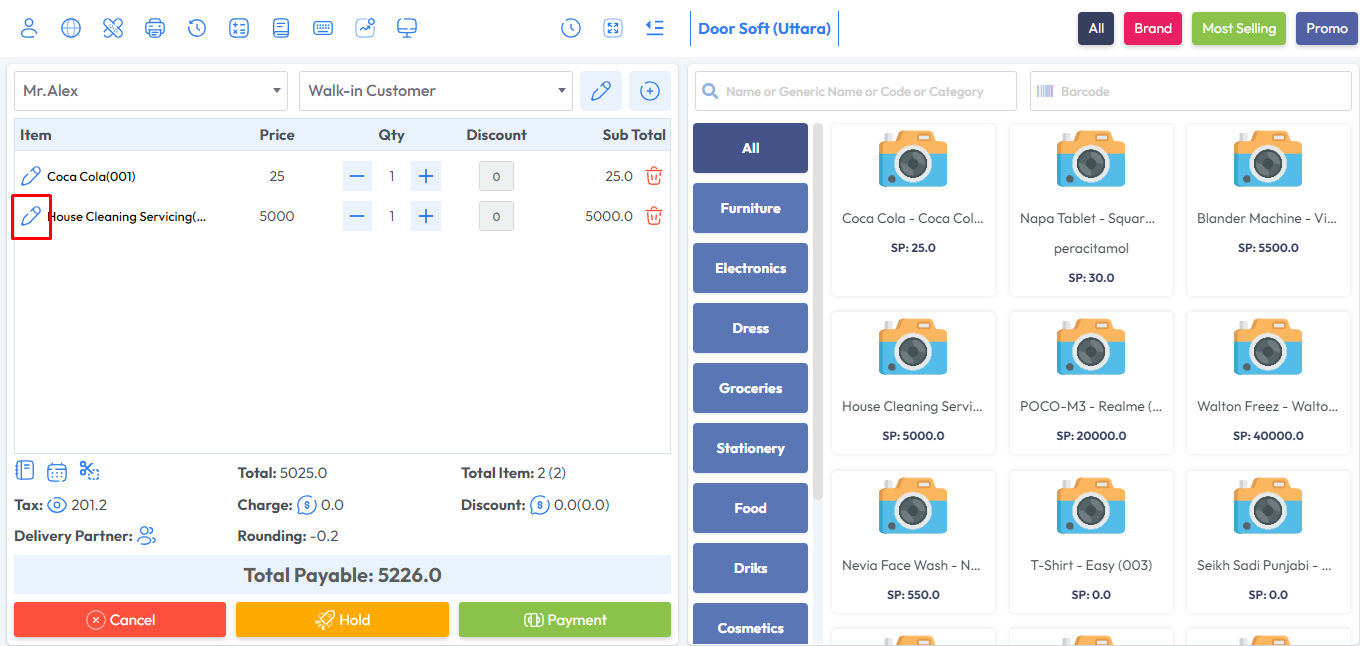 Door Soft (Uttara)
All
Brand
Most Selling
Promo
Mr.Alex
Walk-in Customer
Item Price Qty Discount Sub Total
Coca Cola(001) 25 1 0 25.0
House Cleaning Servicing(... 5000 1 0 5000.0
Total: 5025.0
Total Item: 2 (2)
Tax: 201.2
Charge: $ 0.0
Discount: $ 0.0(0.0)
Delivery Partner:
Rounding: -0.2
Total Payable: 5226.0
Cancel
Hold
Payment
Name or Generic Name or Code or Category
Barcode
All
Furniture
Electronics
Dress
Groceries
Stationery
Food
Driks
Cosmetics
Coca Cola - Coca Col...
SP: 25.0
Napa Tablet - Squar...
peracitamol
SP: 30.0
Blander Machine - Vi...
SP: 5500.0
House Cleaning Servi...
SP: 5000.0
POCO-M3 - Realme (...
SP: 20000.0
Walton Freez - Walto...
SP: 40000.0
Nevia Face Wash - N...
SP: 550.0
T-Shirt - Easy (003)
SP: 0.0
Seikh Sadi Punjabi - ...
SP: 0.0